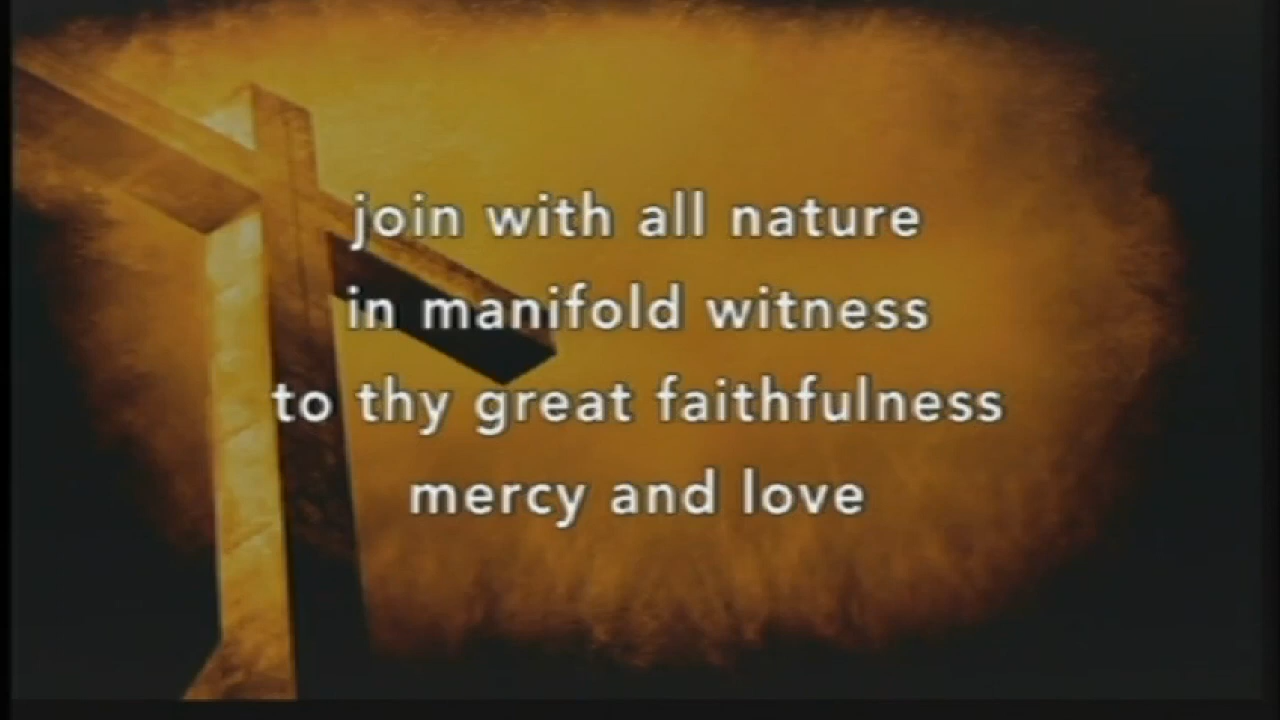 join with all nature
in manifold witness
to thy great faithfulness
mercy and love